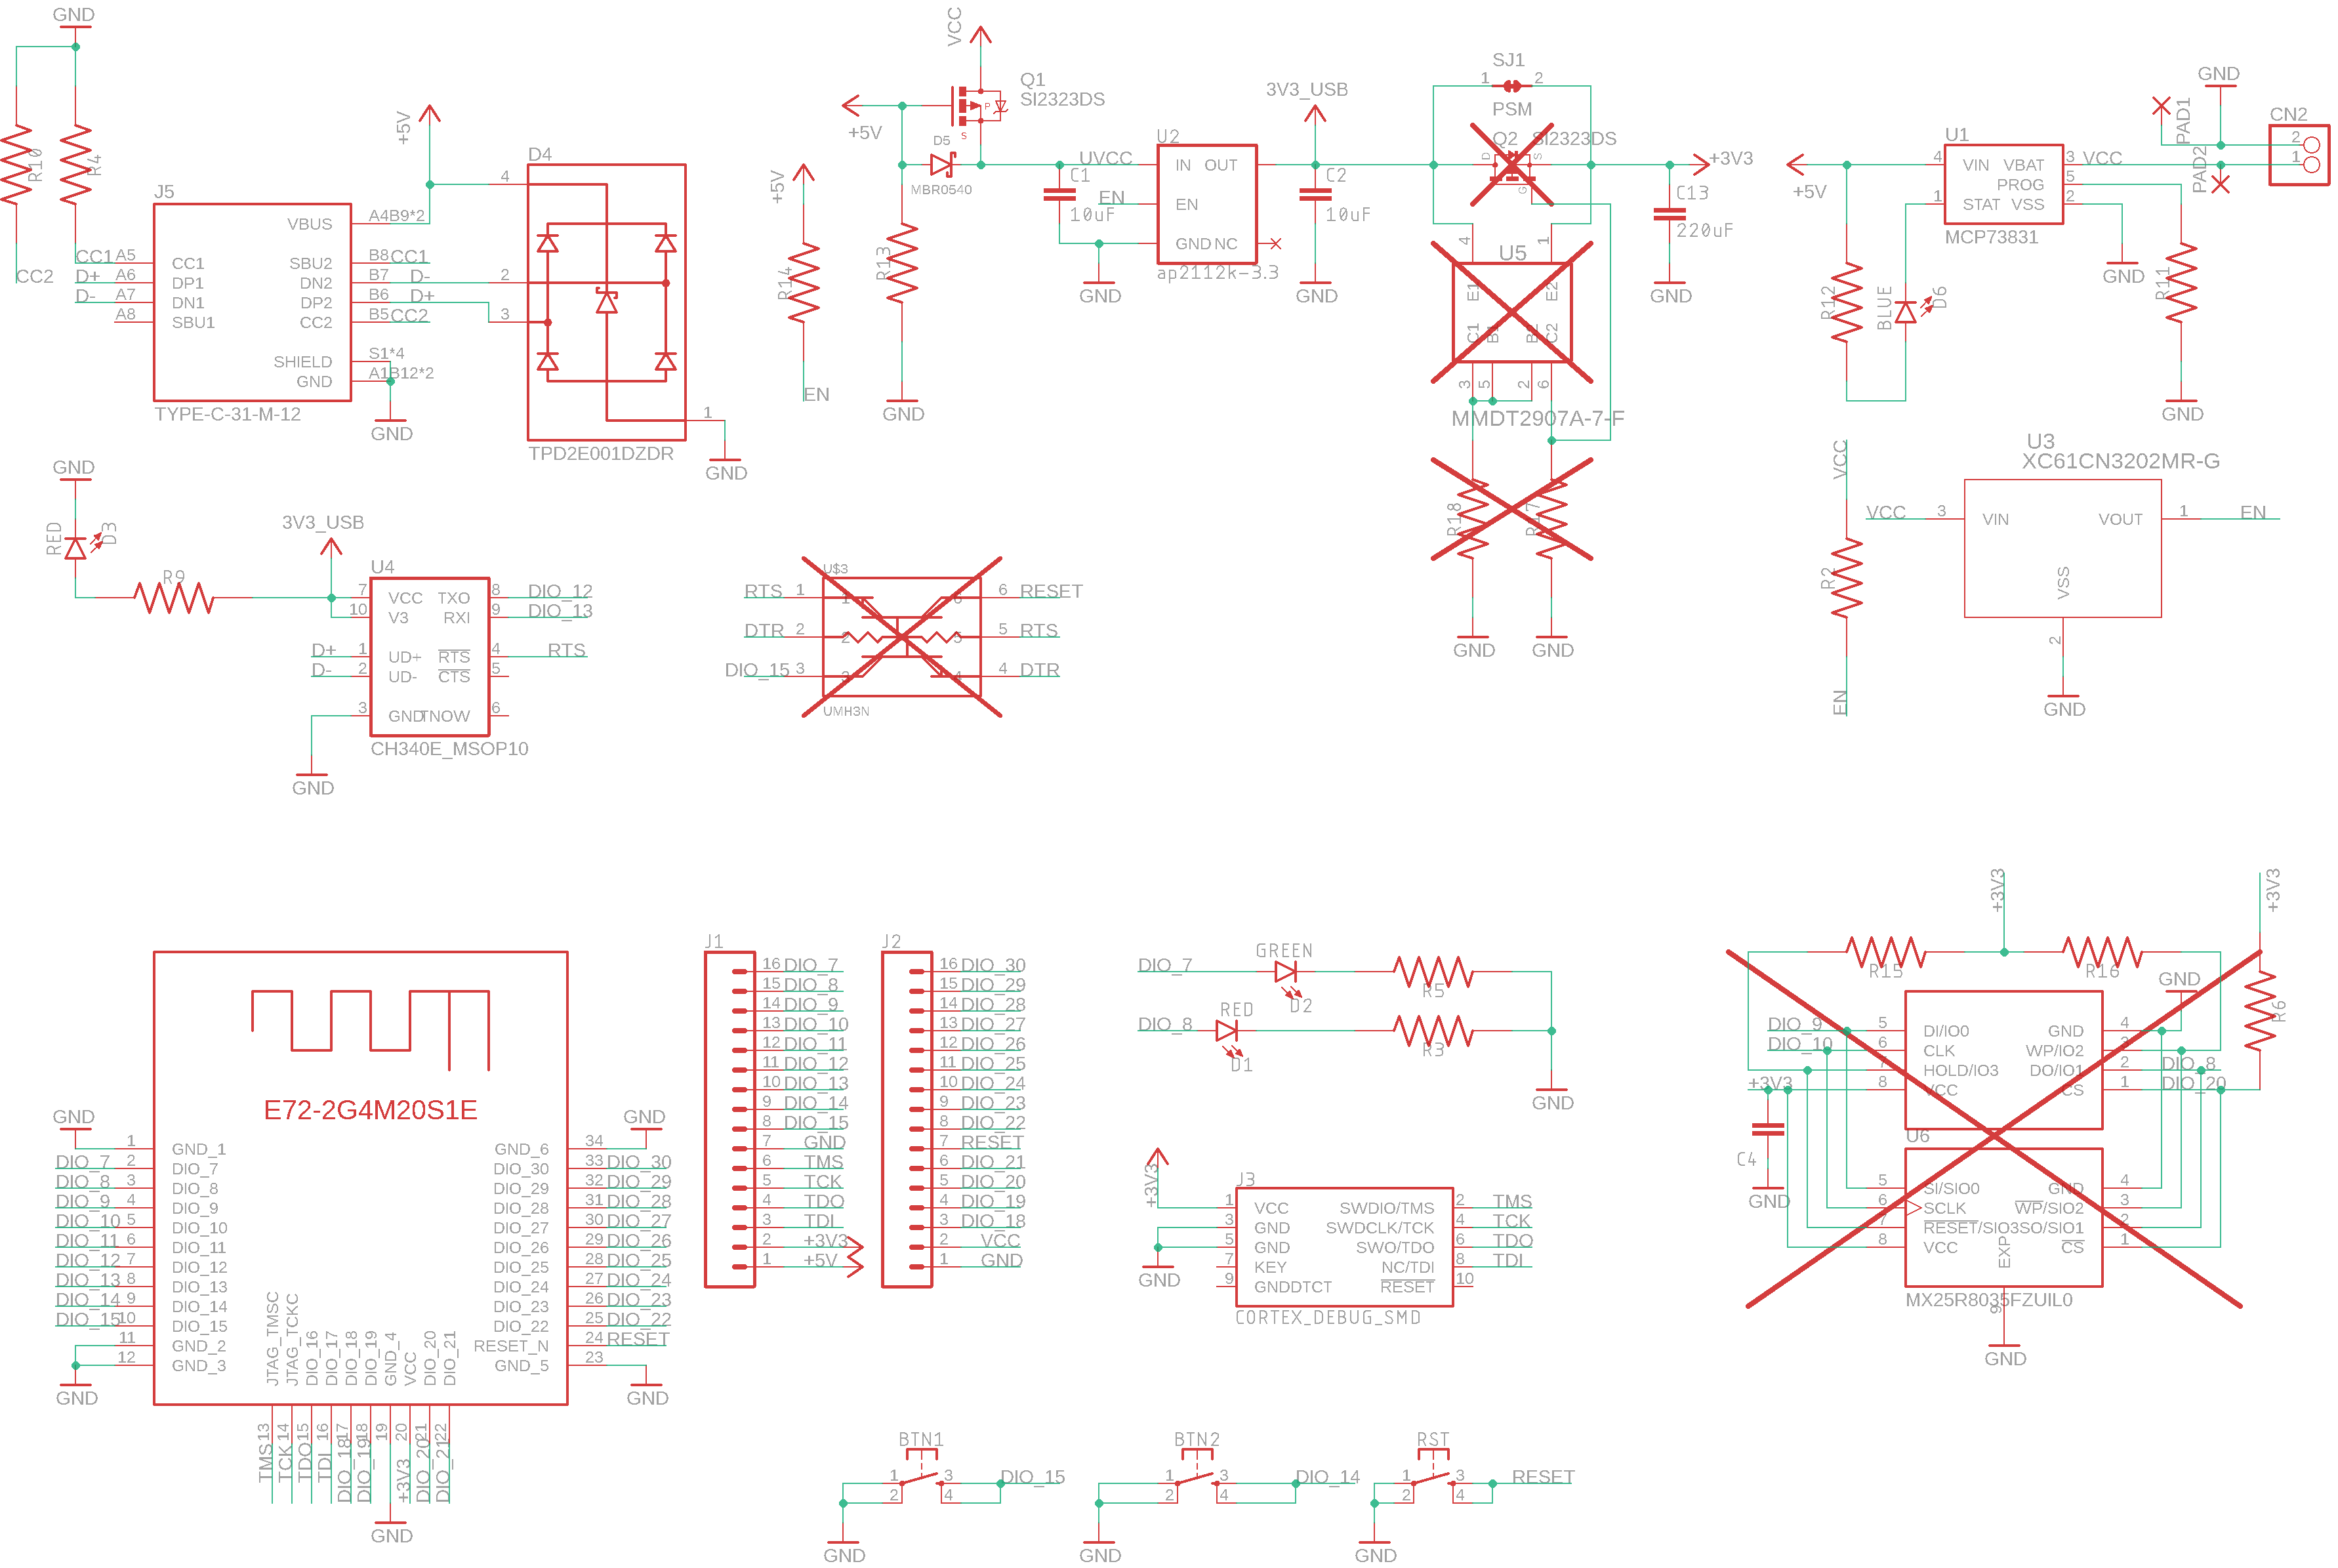 GND
R10
R4
CC2
J5
VBUS
A4B9*2
CC1 A5
CC1
SBU2
B8 CC1
D+ A6
DP1
DN2
B7 D-
D- A7
DN1
DP2
B6 D+
A8
SBU1
CC2
B5 CC2
SHIELD
S1*4
GND
A1B12*2
TYPE-C-31-M-12
GND
+5V
D4
4
2
3
1
TPD2E001DZDR
GND
+5V
R14
EN
VCC
Q1
SI2323DS
P
S
+5V
D5
MBR0540
R13
GND
UVCC
C1
10uF
EN
GND
U2
IN OUT
EN
GND NC
ap2112k-3.3
3V3_USB
C2
10uF
GND
SJ1
1 2
PSM
Q2 SI2323DS
D
S
G
+3V3
C13
220uF
GND
4
1
U5
E1
E2
C1
B1
B2
C2
3
5
2
6
MMDT2907A-7-F
R18
R17
GND
GND
+5V
R12
BLUE
D6
U1
4 VIN
VBAT 3 VCC
PROG 5
1 STAT
VSS 2
MCP73831
GND
R11
GND
PAD1
PAD2
GND
CN2
2
1
VCC
R2
EN
U3
XC61CN3202MR-G
VCC 3 VIN
VOUT 1 EN
VSS
2
GND
GND
RED
D3
R9
3V3_USB
U4
7 VCC TXO 8 DIO_12
10 V3 RXI 9 DIO_13
D+ 1 UD+ RTS 4 RTS
D- 2 UD- CTS 5
3 GND TNOW 6
CH340E_MSOP10
GND
U$3
RTS 1 1 6 6 RESET
DTR 2 2 5 5 RTS
DIO_15 3 3 4 4 DTR
UMH3N
E72-2G4M20S1E
GND
1 GND_1
DIO_7 2 DIO_7
DIO_8 3 DIO_8
DIO_9 4 DIO_9
DIO_10 5 DIO_10
DIO_11 6 DIO_11
DIO_12 7 DIO_12
DIO_13 8 DIO_13
DIO_14 9 DIO_14
DIO_15 10 DIO_15
11 GND_2
12 GND_3
GND
GND
GND_6 34
DIO_30 33 DIO_30
DIO_29 32 DIO_29
DIO_28 31 DIO_28
DIO_27 30 DIO_27
DIO_26 29 DIO_26
DIO_25 28 DIO_25
DIO_24 27 DIO_24
DIO_23 26 DIO_23
DIO_22 25 DIO_22
RESET_N 24 RESET
GND_5 23
GND
JTAG_TMSC 13 TMS
JTAG_TCKC 14 TCK
DIO_16 15 TDO
DIO_17 16 TDI
DIO_18 17 DIO_18
DIO_19 18 DIO_19
GND_4 19
VCC 20 +3V3
DIO_20 21 DIO_20
DIO_21 22 DIO_21
GND
J1
16 DIO_7
15 DIO_8
14 DIO_9
13 DIO_10
12 DIO_11
11 DIO_12
10 DIO_13
9 DIO_14
8 DIO_15
7 GND
6 TMS
5 TCK
4 TDO
3 TDI
2 +3V3
1 +5V
J2
16 DIO_30
15 DIO_29
14 DIO_28
13 DIO_27
12 DIO_26
11 DIO_25
10 DIO_24
9 DIO_23
8 DIO_22
7 RESET
6 DIO_21
5 DIO_20
4 DIO_19
3 DIO_18
2 VCC
1 GND
DIO_7
GREEN
D2
R5
DIO_8
RED
D1
R3
GND
+3V3
J3
1 VCC SWDIO/TMS 2 TMS
3 GND SWDCLK/TCK 4 TCK
5 GND SWO/TDO 6 TDO
7 KEY NC/TDI 8 TDI
9 GNDDTCT RESET 10
CORTEX_DEBUG_SMD
GND
+3V3
+3V3
R15
R16
R6
GND
DIO_9 5 DI/IO0 GND 4
DIO_10 6 CLK WP/IO2 3
7 HOLD/IO3 DO/IO1 2 DIO_8
+3V3 8 VCC CS 1 DIO_20
C4
GND
U6
5 SI/SIO0 GND 4
6 SCLK WP/SIO2 3
7 RESET/SIO3 SO/SIO1 2
8 VCC CS 1
EXP
9
MX25R8035FZUIL0
GND
BTN1
1 3 DIO_15
2 4
GND
BTN2
1 3 DIO_14
2 4
GND
RST
1 3 RESET
2 4
GND